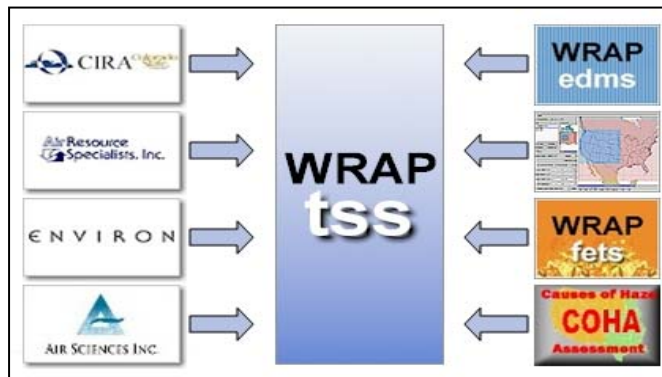 CIRA
Air Resource
Specialists, Inc.
ENVIRON
AIR SCIENCES INC.
WRAP
tss
WRAP
edms
WRAP
fets
Causes of Haze
COHA
Assessment